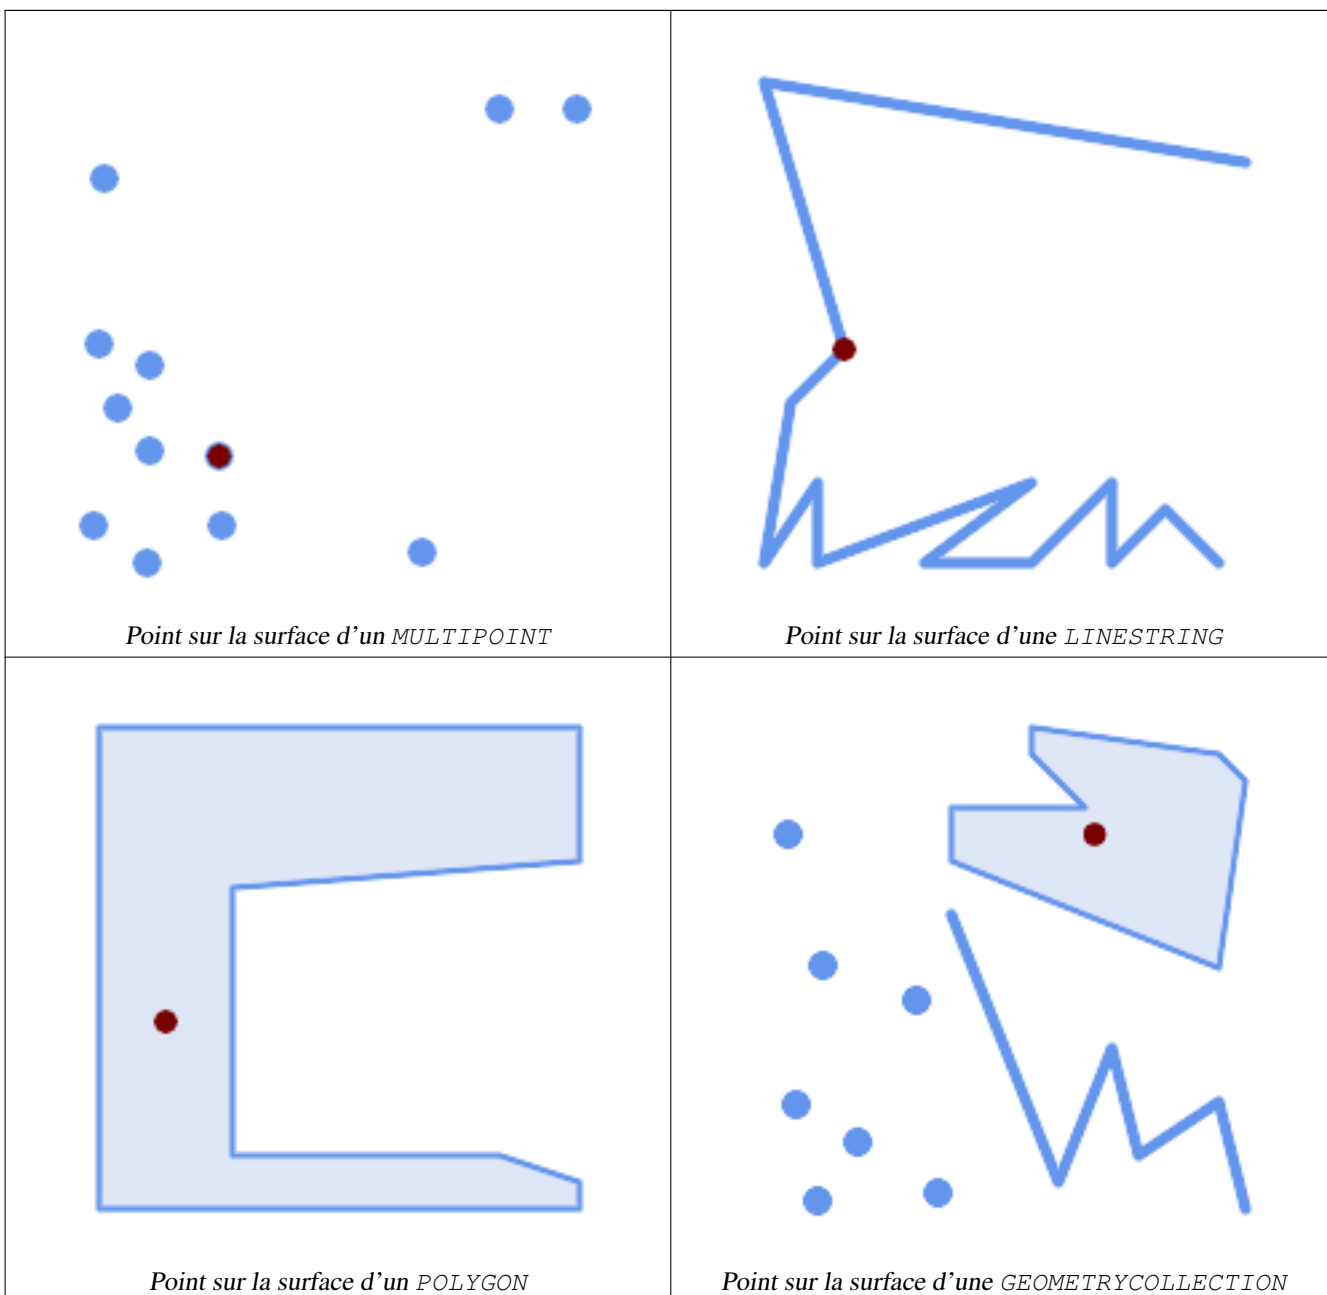 Point sur la surface d'un MULTIPOINT
Point sur la surface d'une LINESTRING
Point sur la surface d'un POLYGON
Point sur la surface d'une GEOMETRYCOLLECTION